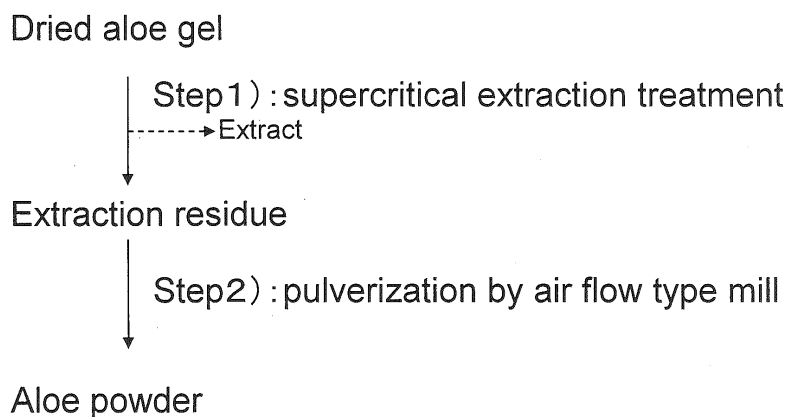 Dried aloe gel
Step1):supercritical extraction treatment
Extract
Extraction residue
Step2):pulverization by air flow type mill
Aloe powder